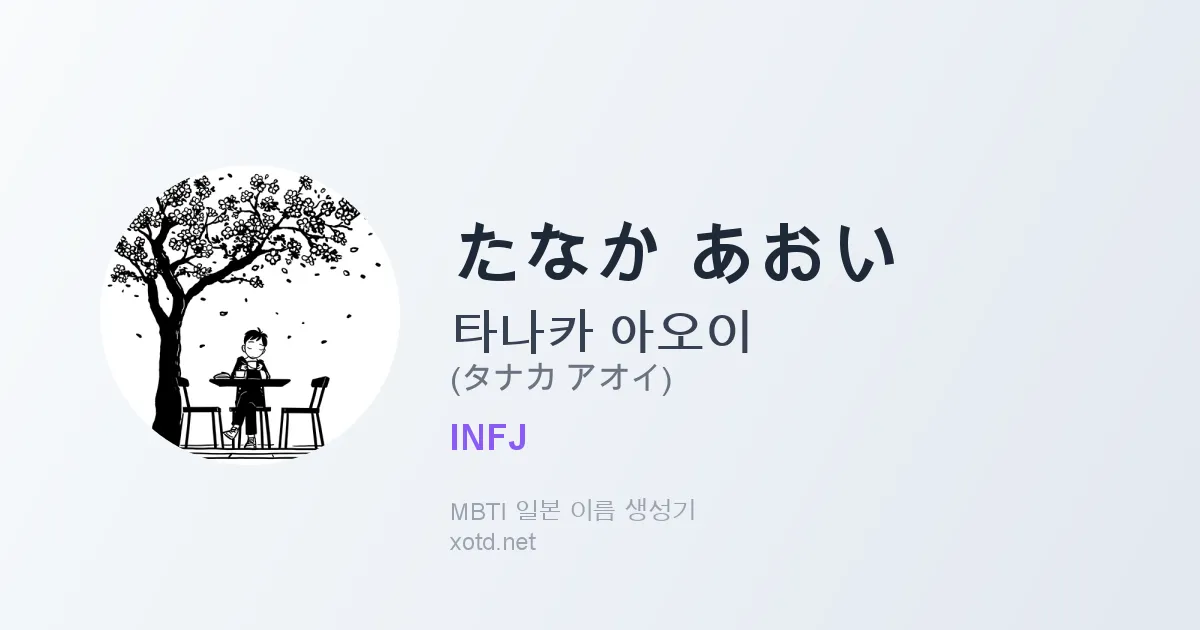 たなか あおい
타나카 아오이
(タナカ アオイ)
INFJ
MBTI 일본 이름 생성기
xotd.net